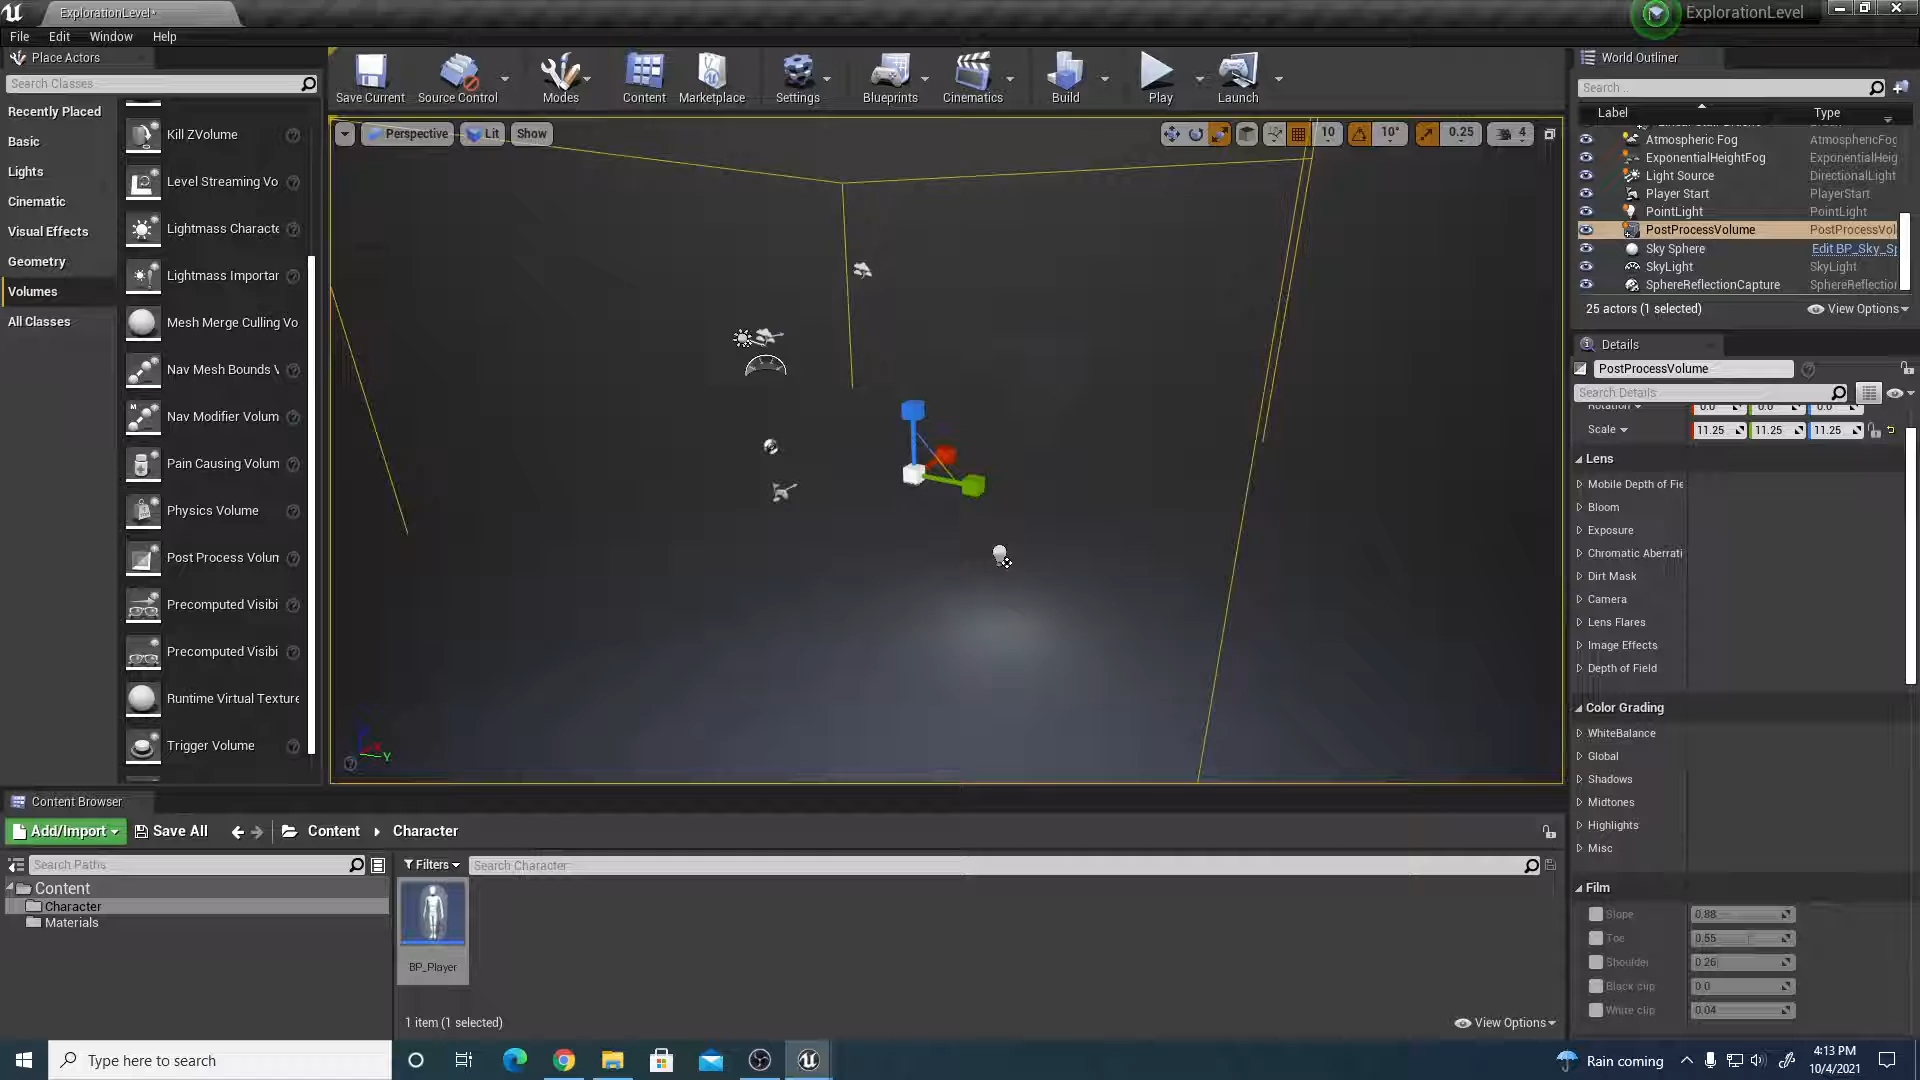 ExplorationLevel*
ExplorationLevel
File
Edit
Window
Help
Place Actors
Search Classes
Recently Placed
Basic
Lights
Cinematic
Visual Effects
Geometry
Volumes
All Classes
Kill ZVolume
Level Streaming Vo
Lightmass Characte
Lightmass Importar
Mesh Merge Culling Vo
Nav Mesh Bounds V
Nav Modifier Volum
Pain Causing Volum
Physics Volume
Post Process Volum
Precomputed Visibi
Precomputed Visibi
Runtime Virtual Texture
Trigger Volume
Save Current
Source Control
Modes
Content
Marketplace
Settings
Blueprints
Cinematics
Build
Play
Launch
Perspective
Lit
Show
10
10°
0.25
4
X
Y
World Outliner
Search...
Label
Type
Atmospheric Fog AtmosphericFog
ExponentialHeightFog ExponentialHeig
Light Source DirectionalLight
Player Start PlayerStart
PointLight PointLight
PostProcessVolume PostProcessVol
Sky Sphere Edit BP_Sky_Sp
SkyLight SkyLight
SphereReflectionCapture SphereReflection
25 actors (1 selected)
View Options
Details
PostProcessVolume
Search Details
Rotation 0.0 0.0 0.0
Scale 11.25 11.25 11.25
Lens
Mobile Depth of Fie
Bloom
Exposure
Chromatic Aberrati
Dirt Mask
Camera
Lens Flares
Image Effects
Depth of Field
Color Grading
WhiteBalance
Global
Shadows
Midtones
Highlights
Misc
Film
Slope 0.88
Toe 0.55
Shoulder 0.26
Black clip 0.0
White clip 0.04
Content Browser
Add/Import
Save All
Content
Character
Search Paths
Filters
Search Character
Content
Character
Materials
BP_Player
1 item (1 selected)
View Options
Type here to search
Rain coming
4:13 PM
10/4/2021